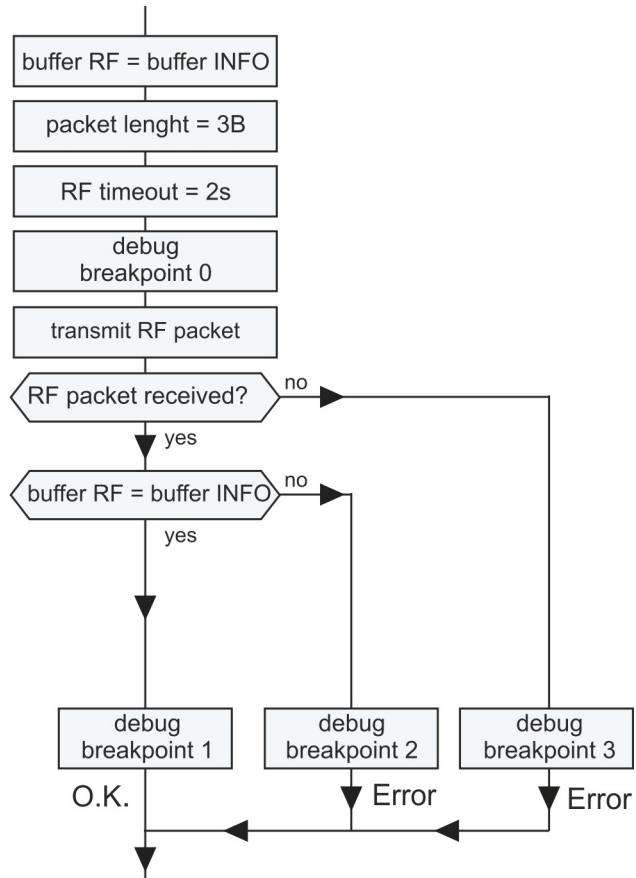 buffer RF = buffer INFO
packet lenght = 3B
RF timeout = 2s
debug
breakpoint 0
transmit RF packet
RF packet received?
no
yes
buffer RF = buffer INFO
no
yes
debug
breakpoint 1
debug
breakpoint 2
debug
breakpoint 3
O.K.
Error
Error